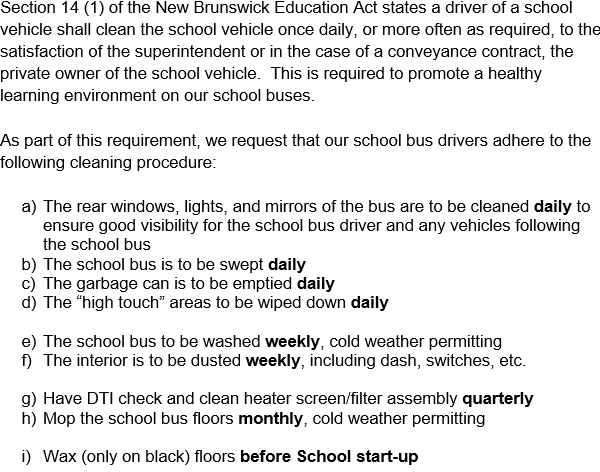 Section 14 (1) of the New Brunswick Education Act states a driver of a school
vehicle shall clean the school vehicle once daily, or more often as required, to the
satisfaction of the superintendent or in the case of a conveyance contract, the
private owner of the school vehicle.  This is required to promote a healthy
learning environment on our school buses.
As part of this requirement, we request that our school bus drivers adhere to the
following cleaning procedure:
a) The rear windows, lights, and mirrors of the bus are to be cleaned daily to
ensure good visibility for the school bus driver and any vehicles following
the school bus
b) The school bus is to be swept daily
c) The garbage can is to be emptied daily
d) The “high touch” areas to be wiped down daily
e) The school bus to be washed weekly, cold weather permitting
f) The interior is to be dusted weekly, including dash, switches, etc.
g) Have DTI check and clean heater screen/filter assembly quarterly
h) Mop the school bus floors monthly, cold weather permitting
i) Wax (only on black) floors before School start-up